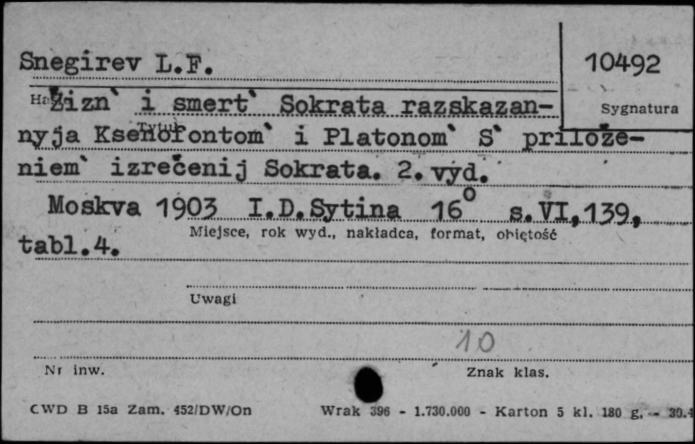 Snegirev L.F.
10492
Sygnatura
Žizn` i smert` Sokrata razskazan-
nyja Ksenofontom` i Platonom` S` prilože-
niem` izrečenij Sokrata. 2. vyd.
Moskva 1903 I.D.Sytina 16° s.VI,139,
Miejsce, rok wyd., nakładca, format, objętość
tabl.4.
Uwagi
10
Nr inw.
Znak klas.
CWD B 15a Zam. 452/DW/On Wrak 396 - 1.730.000 - Karton 5 kl. 180 g. - 30.4